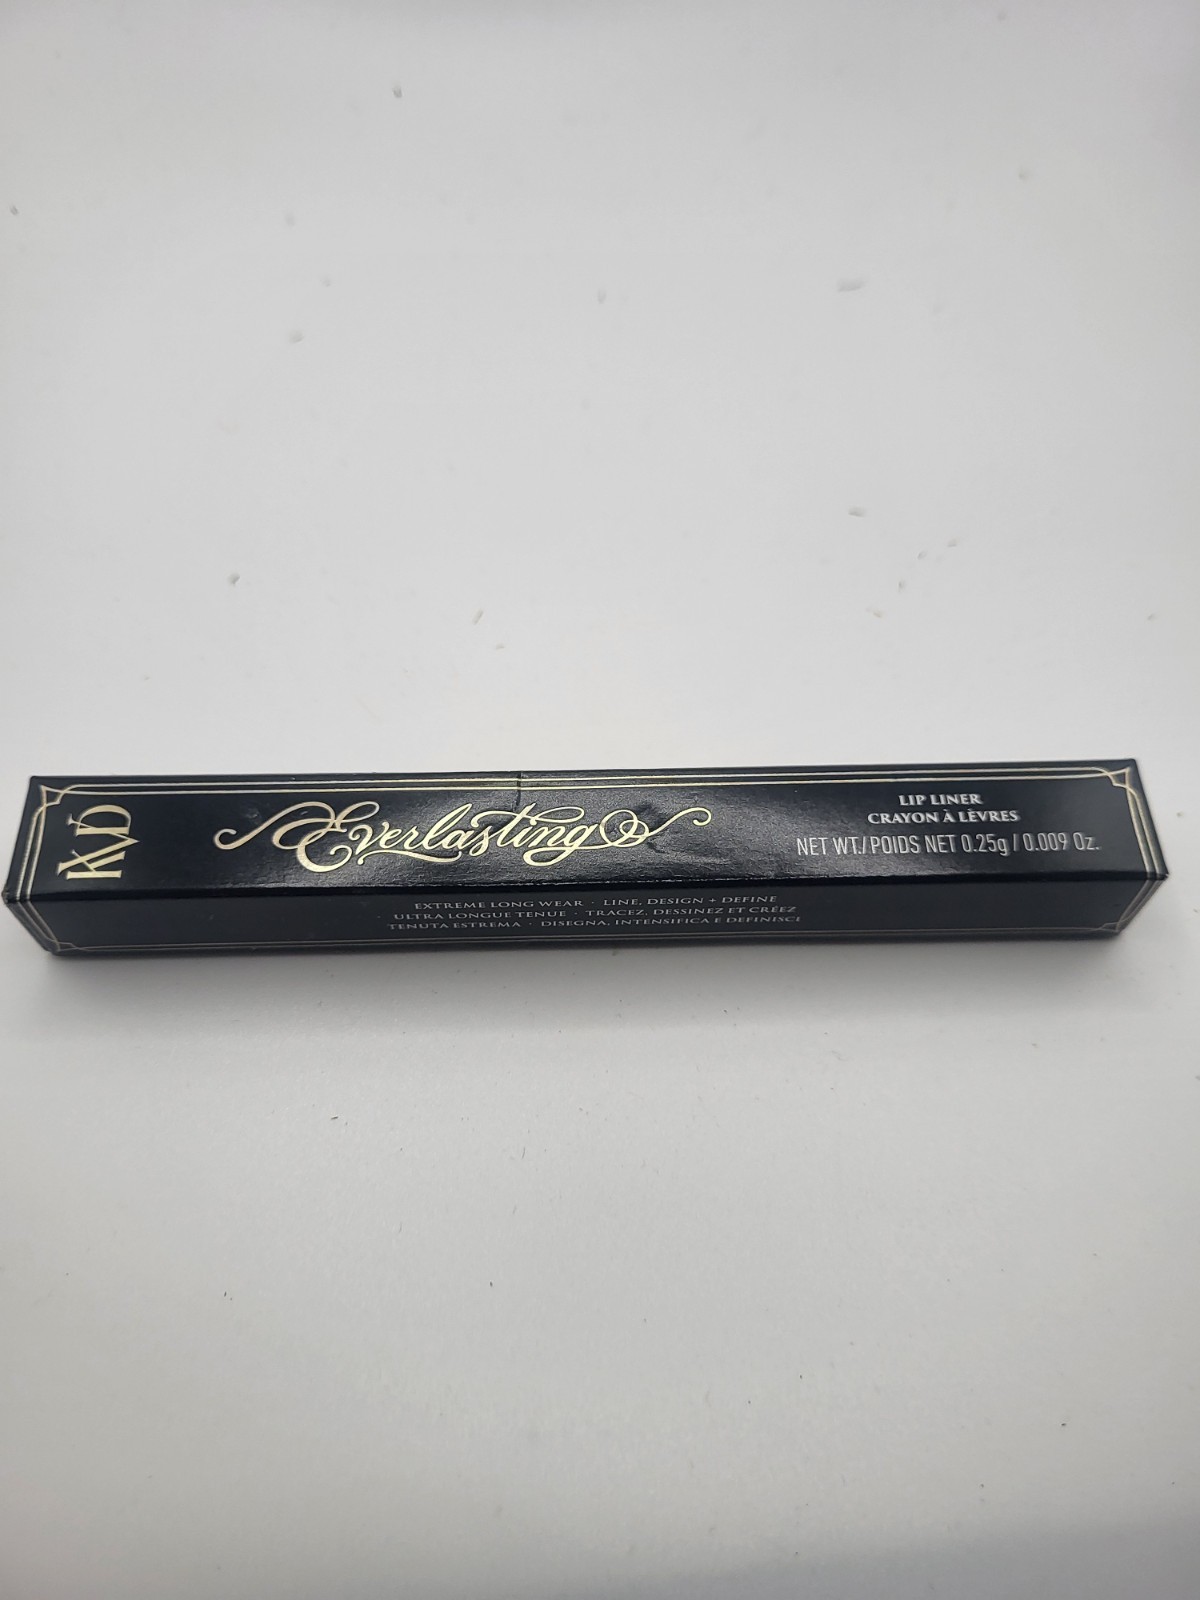 KVD
Everlasting
LIP LINER
CRAYON À LÈVRES
NET WT./POIDS NET 0.25g / 0.009 Oz.
EXTREME LONG WEAR · LINE, DESIGN + DEFINE
· ULTRA LONGUE TENUE · TRACEZ, DESSINEZ ET CRÉEZ
TENUTA ESTREMA · DISEGNA, INTENSIFICA E DEFINISCI